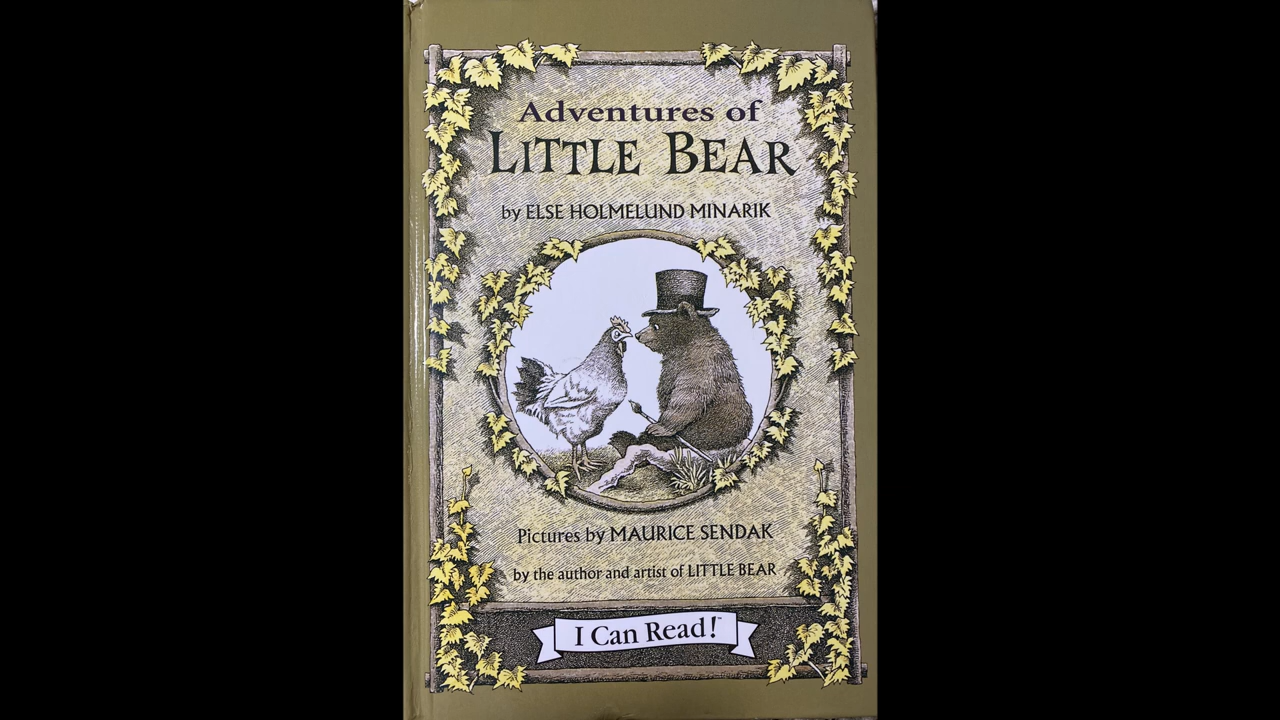 Adventures of
LITTLE BEAR
by ELSE HOLMELUND MINARIK
Pictures by MAURICE SENDAK
by the author and artist of LITTLE BEAR
I Can Read!™